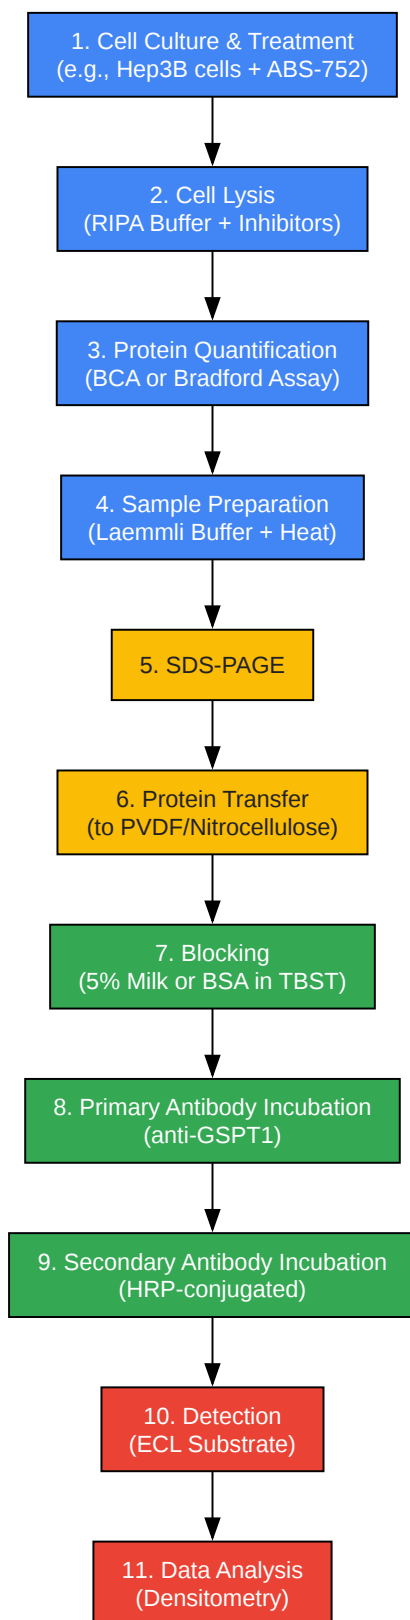 1. Cell Culture & Treatment
(e.g., Hep3B cells + ABS-752)
2. Cell Lysis
(RIPA Buffer + Inhibitors)
3. Protein Quantification
(BCA or Bradford Assay)
4. Sample Preparation
(Laemmli Buffer + Heat)
5. SDS-PAGE
6. Protein Transfer
(to PVDF/Nitrocellulose)
7. Blocking
(5% Milk or BSA in TBST)
8. Primary Antibody Incubation
(anti-GSPT1)
9. Secondary Antibody Incubation
(HRP-conjugated)
10. Detection
(ECL Substrate)
11. Data Analysis
(Densitometry)